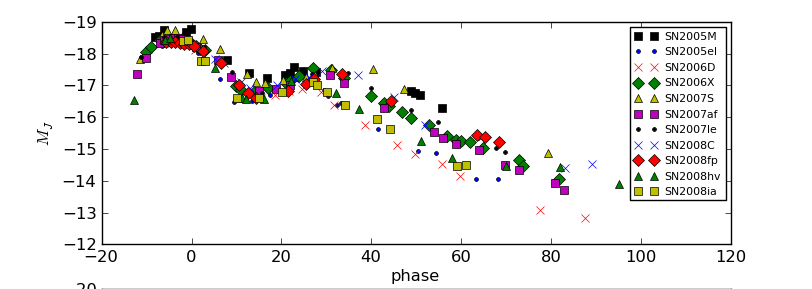 −19
−18
−17
−16
−15
−14
−13
−12
M_J
−20
0
20
40
60
80
100
120
phase
SN2005M
SN2005el
SN2006D
SN2006X
SN2007S
SN2007af
SN2007le
SN2008C
SN2008fp
SN2008hv
SN2008ia